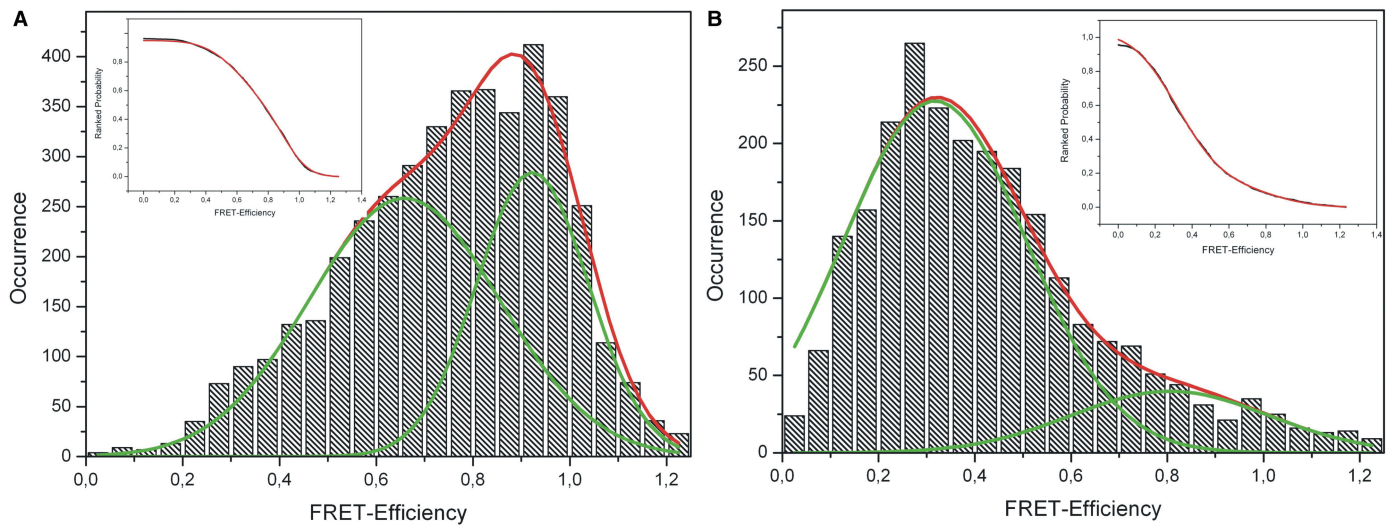 A
400
350
300
250
200
150
100
50
0
Occurrence
0,0 0,2 0,4 0,6 0,8 1,0 1,2
FRET-Efficiency
Ranked Probability
0,8
0,6
0,4
0,2
0,0
0,0 0,2 0,4 0,6 0,8 1,0 1,2 1,4
FRET-Efficiency
B
250
200
150
100
50
0
Occurrence
0,0 0,2 0,4 0,6 0,8 1,0 1,2
FRET-Efficiency
Ranked Probability
1,0
0,8
0,6
0,4
0,2
0,0
0,0 0,2 0,4 0,6 0,8 1,0 1,2 1,4
FRET-Efficiency